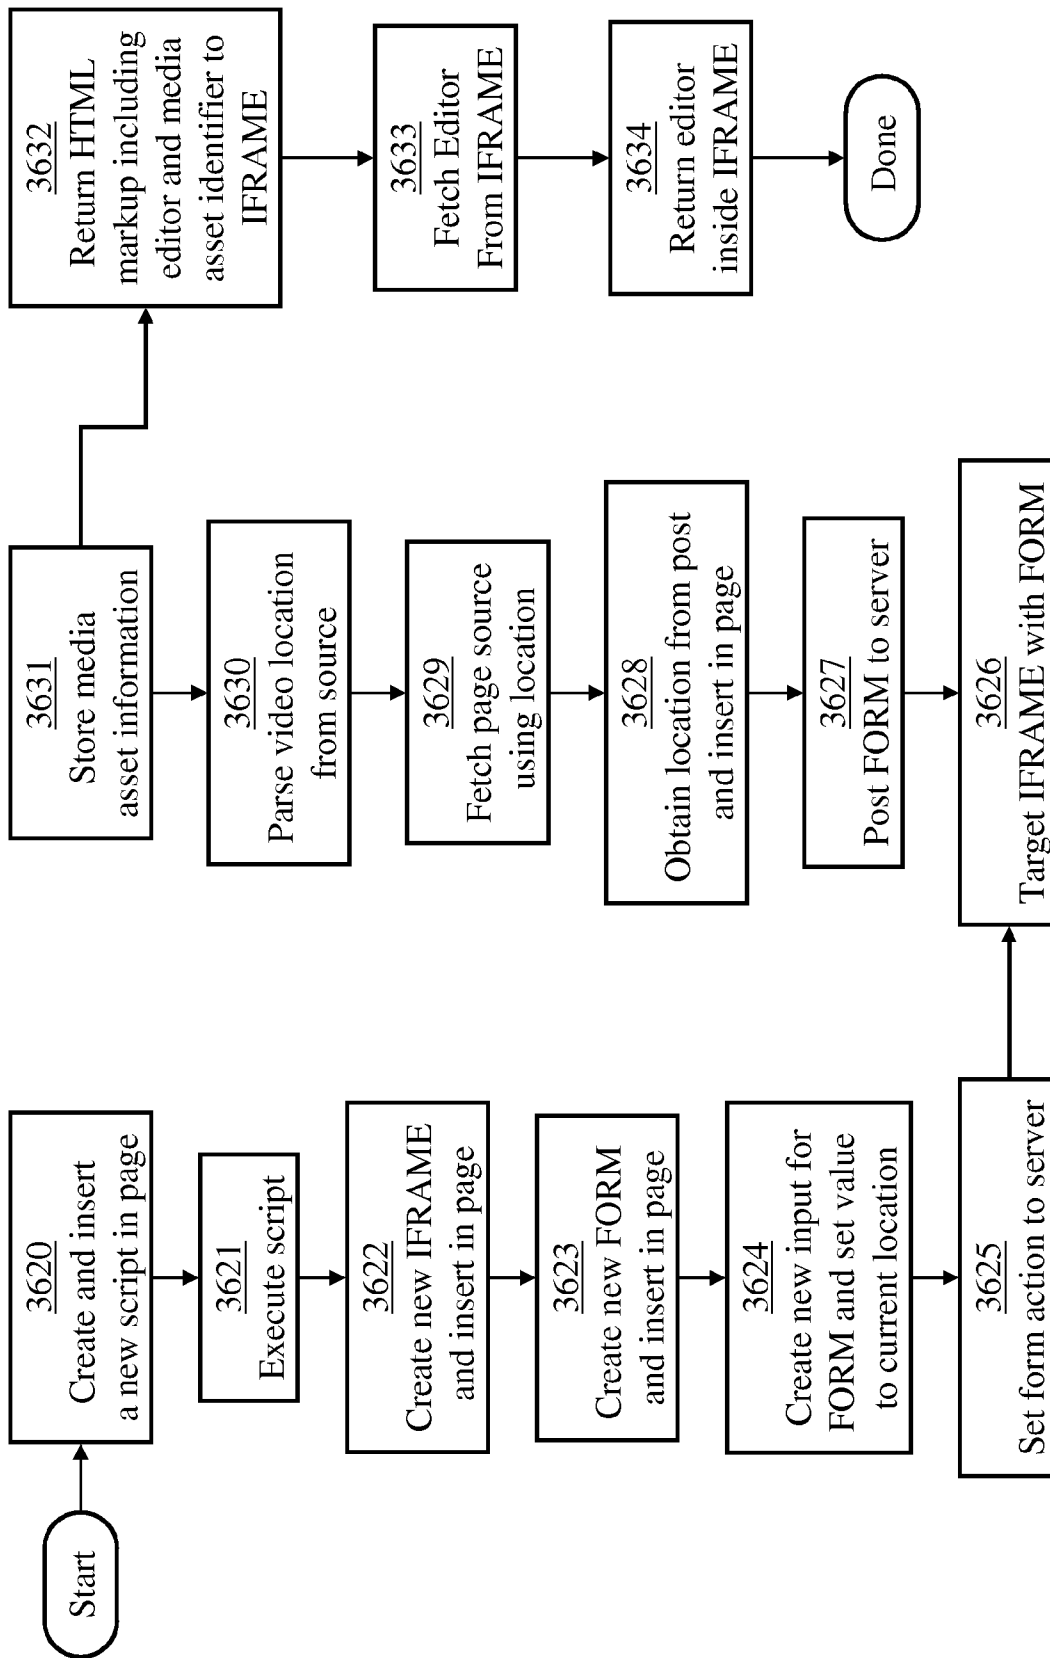 Start
3620
Create and insert
a new script in page
3621
Execute script
3622
Create new IFRAME
and insert in page
3623
Create new FORM
and insert in page
3624
Create new input for
FORM and set value
to current location
3625
Set form action to server
3626
Target IFRAME with FORM
3627
Post FORM to server
3628
Obtain location from post
and insert in page
3629
Fetch page source
using location
3630
Parse video location
from source
3631
Store media
asset information
3632
Return HTML
markup including
editor and media
asset identifier to
IFRAME
3633
Fetch Editor
From IFRAME
3634
Return editor
inside IFRAME
Done